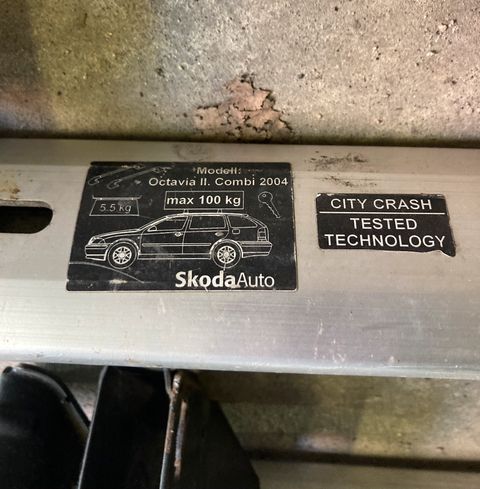 Modell:
Octavia II. Combi 2004
5.5 kg
max 100 kg
SkodaAuto
CITY CRASH
TESTED
TECHNOLOGY